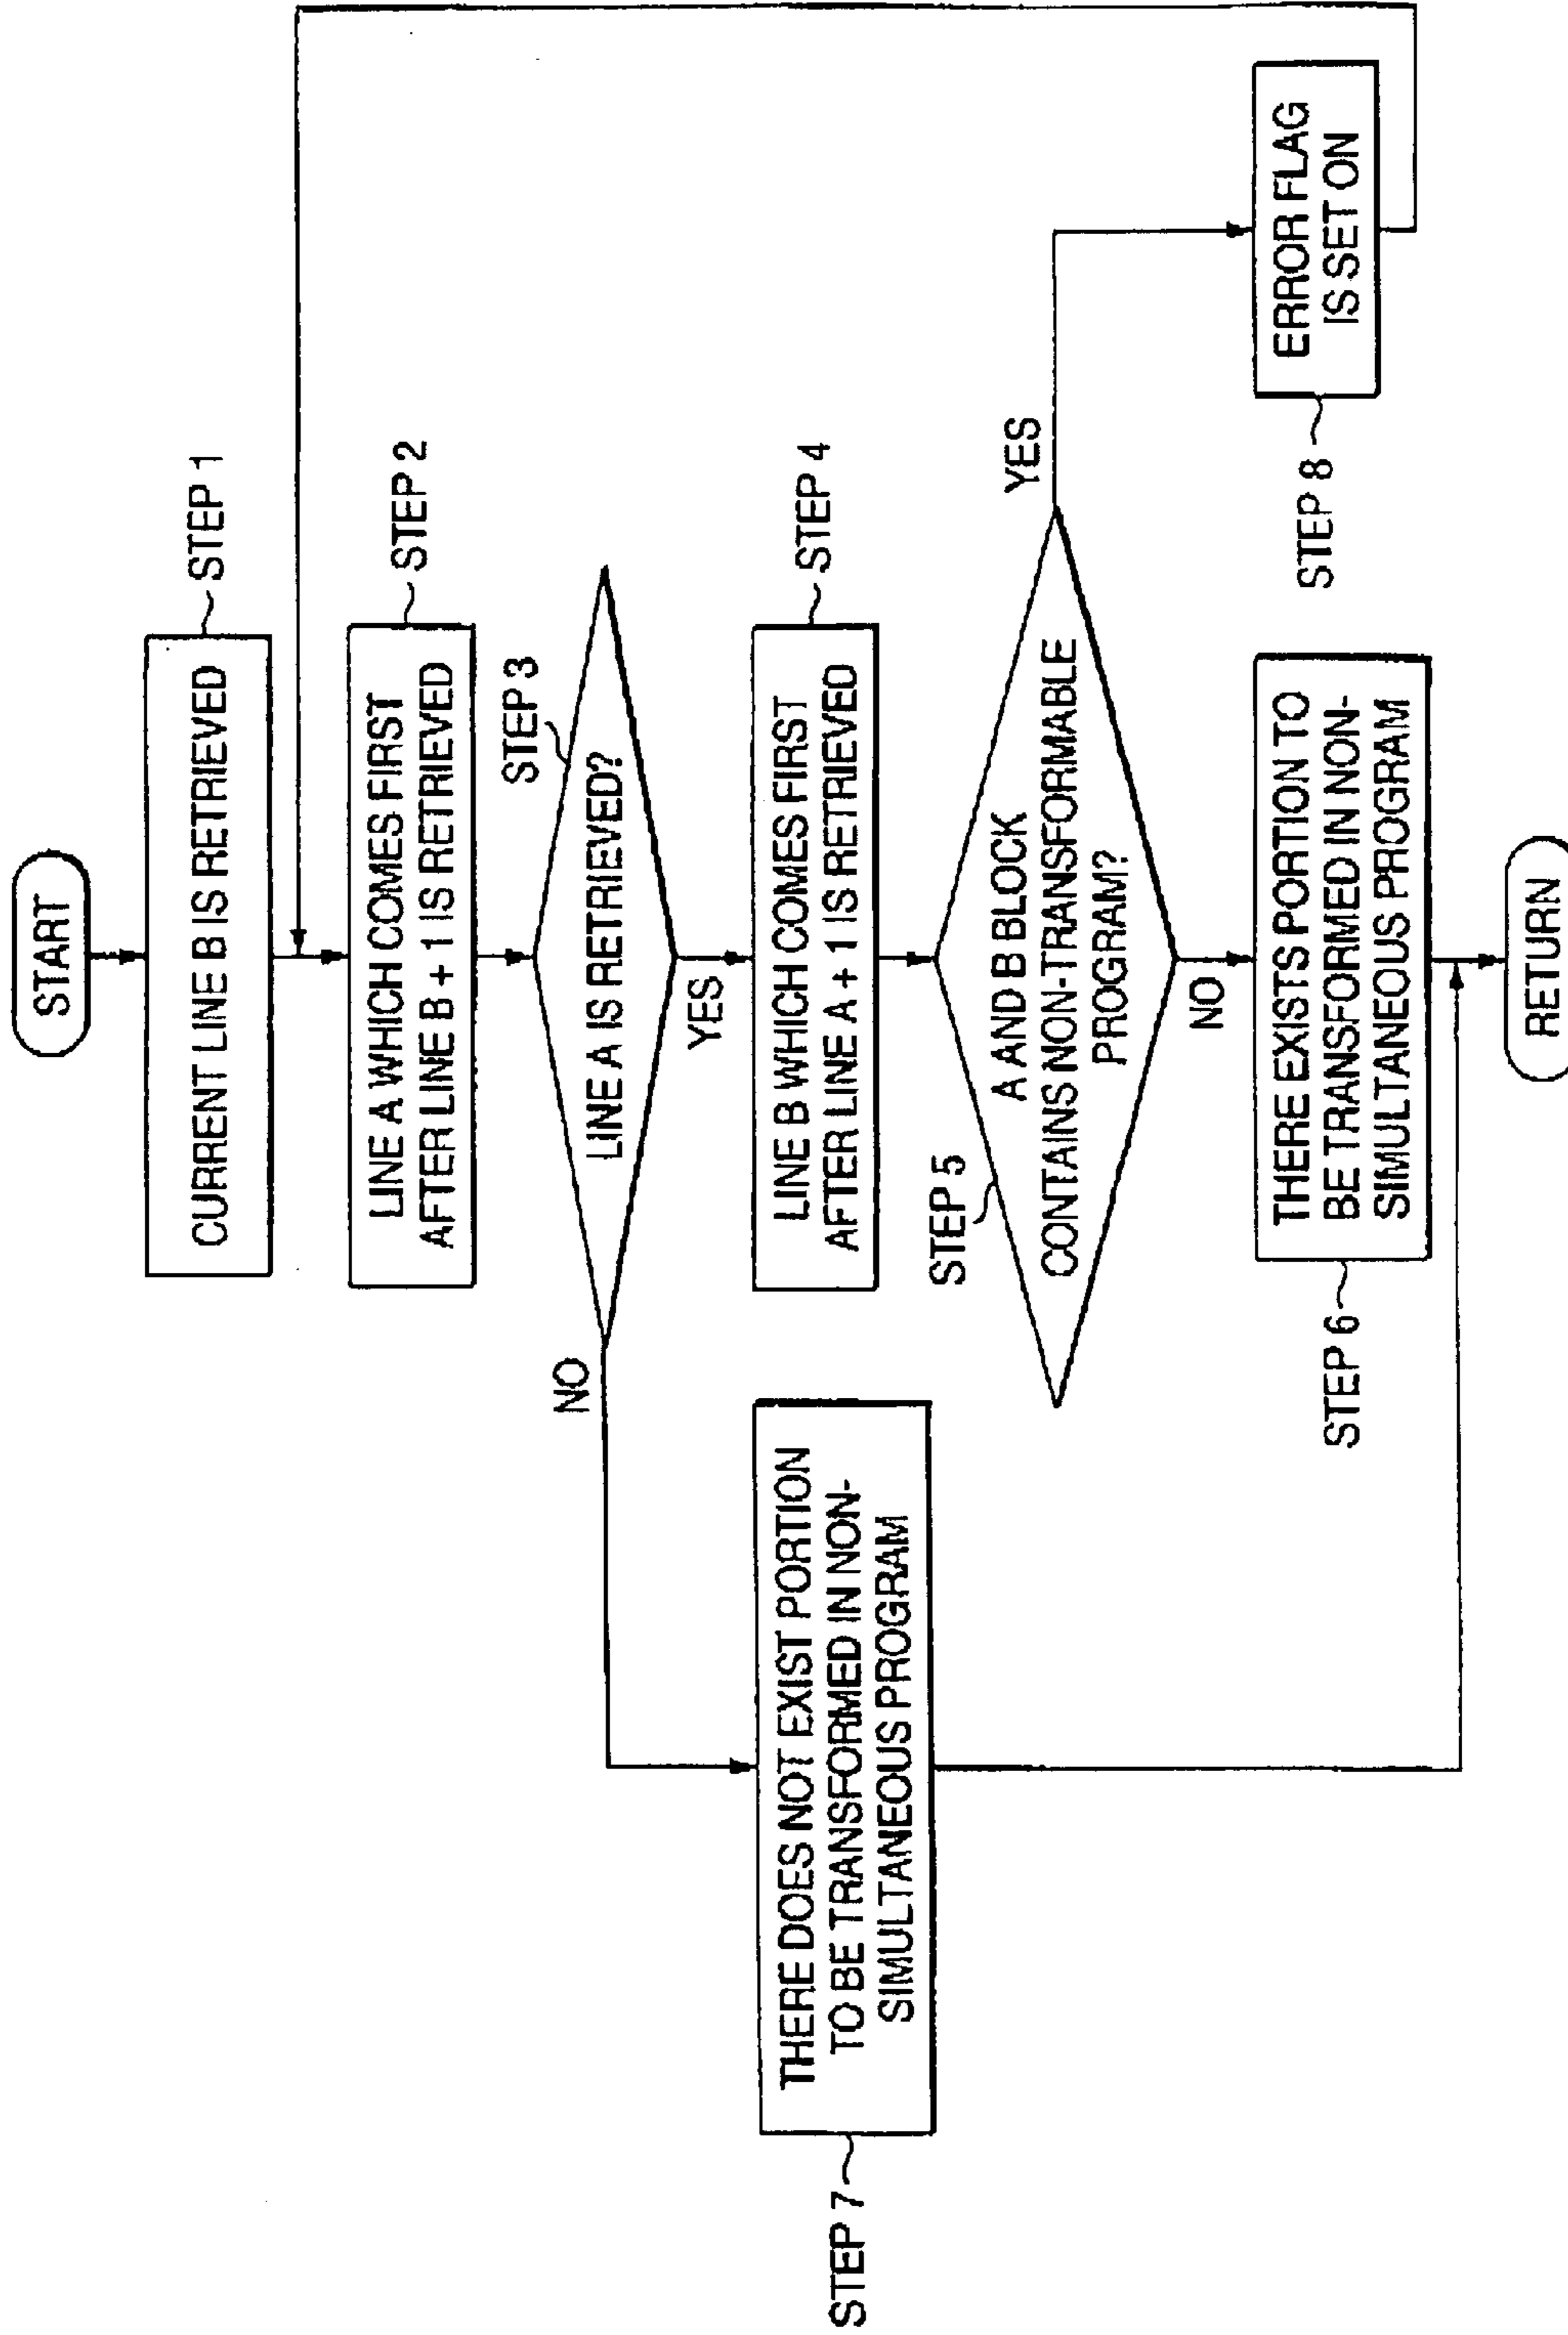 START
CURRENT LINE B IS RETRIEVED
STEP 1
LINE A WHICH COMES FIRST
AFTER LINE B + 1 IS RETRIEVED
STEP 2
STEP 3
LINE A IS RETRIEVED?
NO
YES
LINE B WHICH COMES FIRST
AFTER LINE A + 1 IS RETRIEVED
STEP 4
THERE DOES NOT EXIST PORTION
TO BE TRANSFORMED IN NON-
SIMULTANEOUS PROGRAM
STEP 7
STEP 5
A AND B BLOCK
CONTAINS NON-TRANSFORMABLE
PROGRAM?
YES
NO
THERE EXISTS PORTION TO
BE TRANSFORMED IN NON-
SIMULTANEOUS PROGRAM
STEP 6
ERROR FLAG
IS SET ON
STEP 8
RETURN